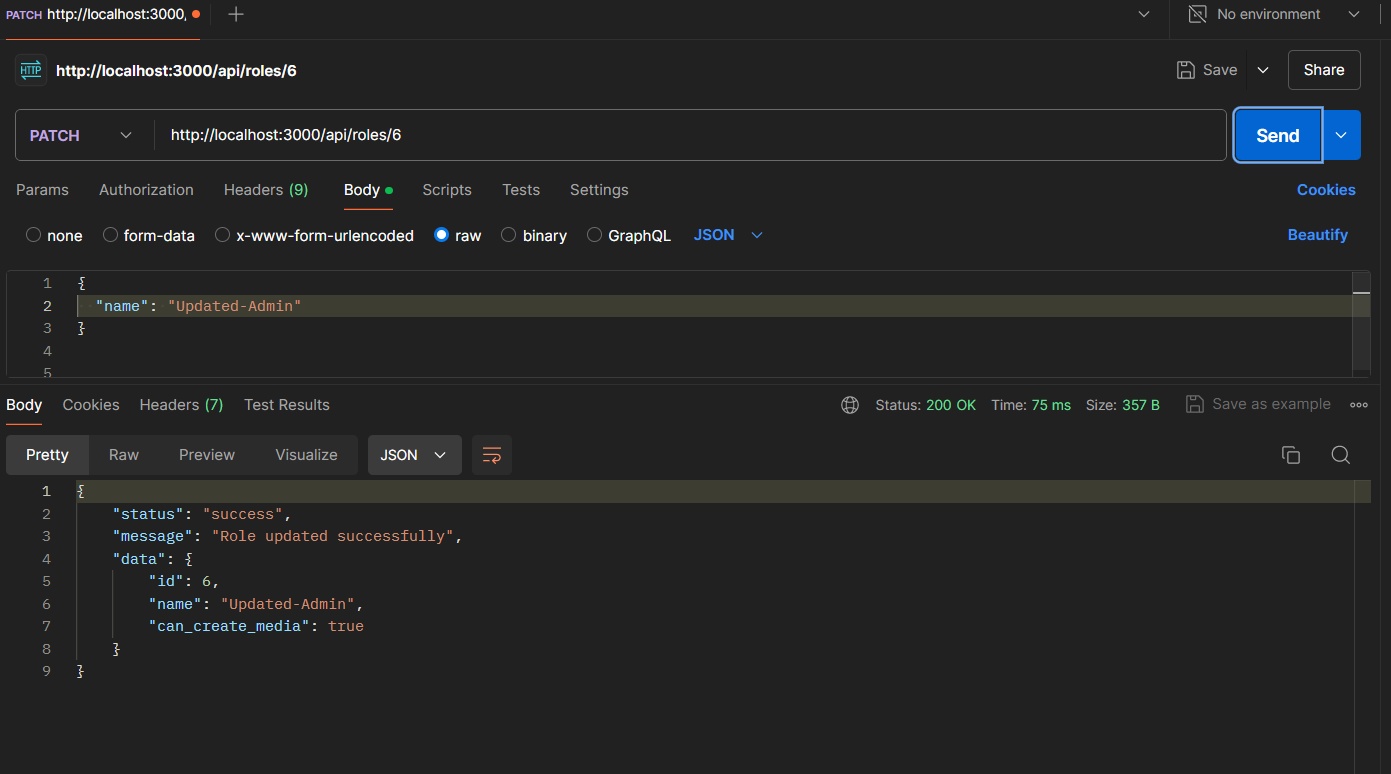 PATCH http://localhost:3000,
No environment
HTTP http://localhost:3000/api/roles/6
Save
Share
PATCH
http://localhost:3000/api/roles/6
Send
Params Authorization Headers (9) Body Scripts Tests Settings
Cookies
none form-data x-www-form-urlencoded raw binary GraphQL JSON
Beautify
1 {
2 "name": "Updated-Admin"
3 }
4
5
Body Cookies Headers (7) Test Results
Status: 200 OK Time: 75 ms Size: 357 B
Save as example
Pretty Raw Preview Visualize JSON
1 {
2 "status": "success",
3 "message": "Role updated successfully",
4 "data": {
5 "id": 6,
6 "name": "Updated-Admin",
7 "can_create_media": true
8 }
9 }